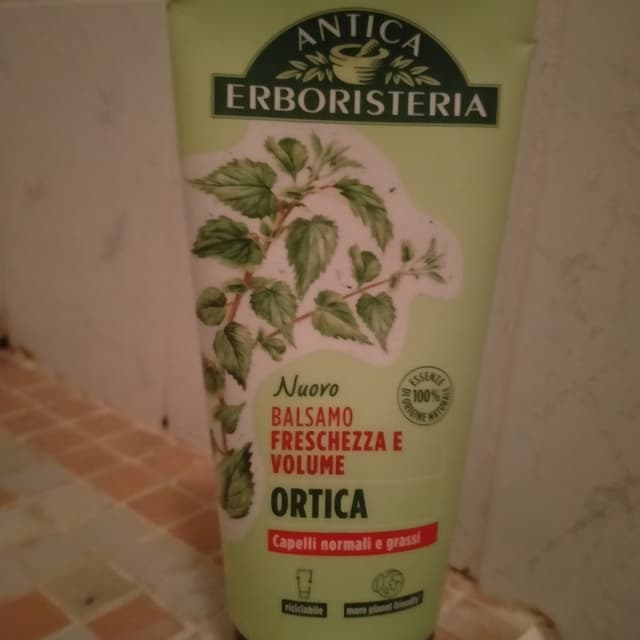 ANTICA
ERBORISTERIA
Nuovo
BALSAMO
FRESCHEZZA E
VOLUME
ESSENZE
100%
DI ORIGINE NATURALE
ORTICA
Capelli normali e grassi
riciclabile
more planet friendly